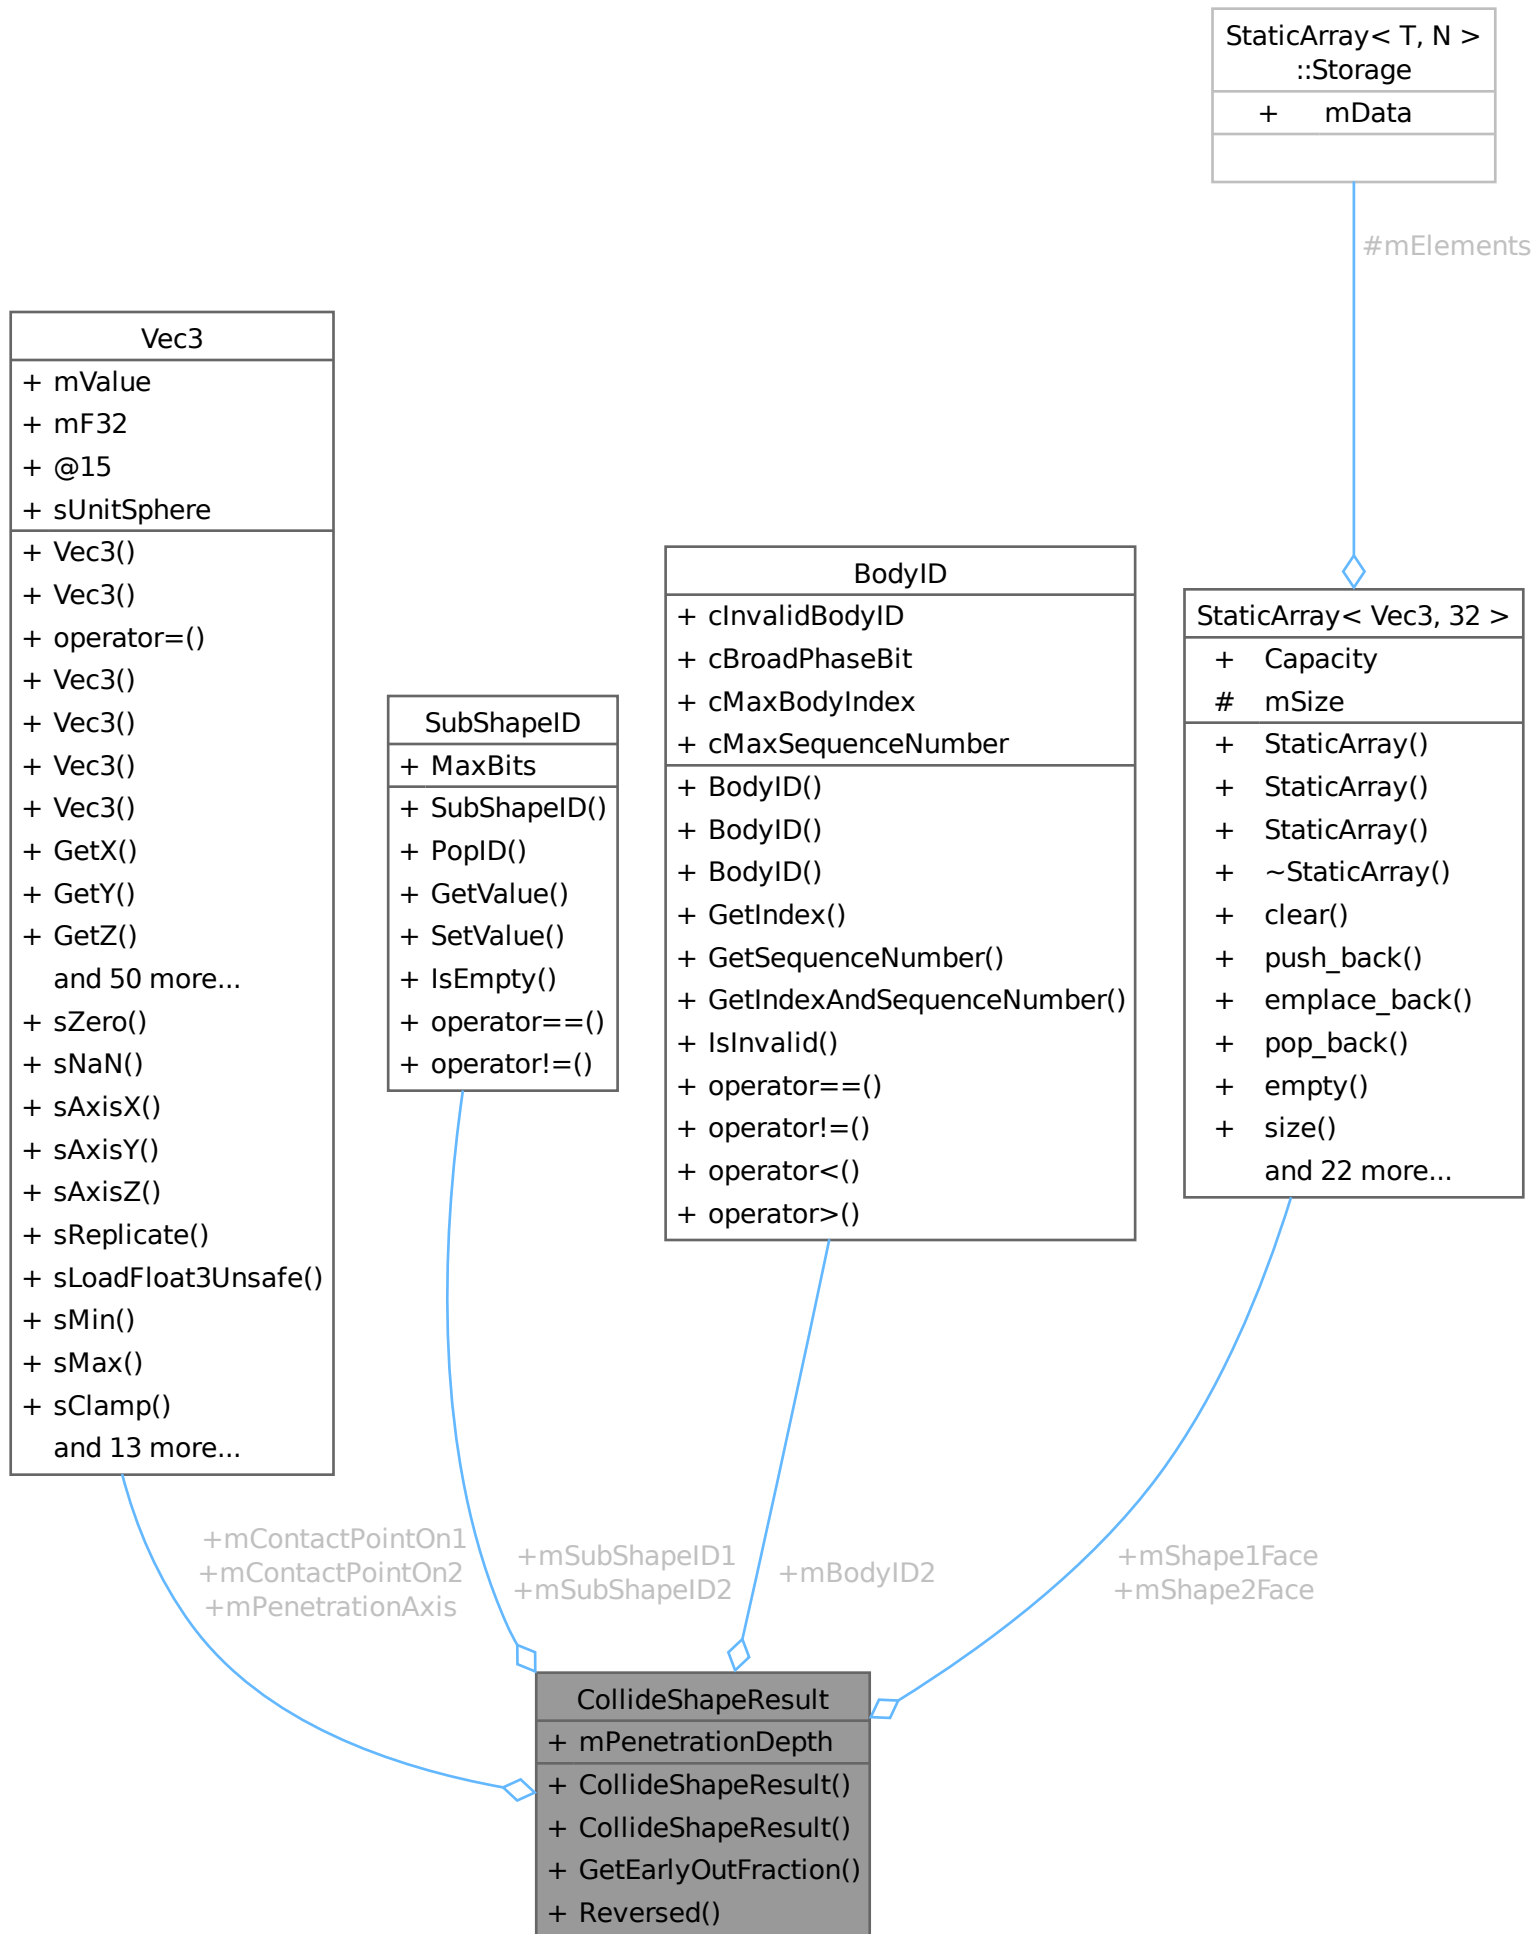 StaticArray< T, N >
::Storage
+ mData
#mElements
Vec3
+ mValue
+ mF32
+ @15
+ sUnitSphere
+ Vec3()
+ Vec3()
+ operator=()
+ Vec3()
+ Vec3()
+ Vec3()
+ Vec3()
+ GetX()
+ GetY()
+ GetZ()
and 50 more...
+ sZero()
+ sNaN()
+ sAxisX()
+ sAxisY()
+ sAxisZ()
+ sReplicate()
+ sLoadFloat3Unsafe()
+ sMin()
+ sMax()
+ sClamp()
and 13 more...
SubShapeID
+ MaxBits
+ SubShapeID()
+ PopID()
+ GetValue()
+ SetValue()
+ IsEmpty()
+ operator==()
+ operator!=()
BodyID
+ cInvalidBodyID
+ cBroadPhaseBit
+ cMaxBodyIndex
+ cMaxSequenceNumber
+ BodyID()
+ BodyID()
+ BodyID()
+ GetIndex()
+ GetSequenceNumber()
+ GetIndexAndSequenceNumber()
+ IsInvalid()
+ operator==()
+ operator!=()
+ operator<()
+ operator>()
StaticArray< Vec3, 32 >
+ Capacity
# mSize
+ StaticArray()
+ StaticArray()
+ StaticArray()
+ ~StaticArray()
+ clear()
+ push_back()
+ emplace_back()
+ pop_back()
+ empty()
+ size()
and 22 more...
+mContactPointOn1
+mContactPointOn2
+mPenetrationAxis
+mSubShapeID1
+mSubShapeID2
+mBodyID2
+mShape1Face
+mShape2Face
CollideShapeResult
+ mPenetrationDepth
+ CollideShapeResult()
+ CollideShapeResult()
+ GetEarlyOutFraction()
+ Reversed()